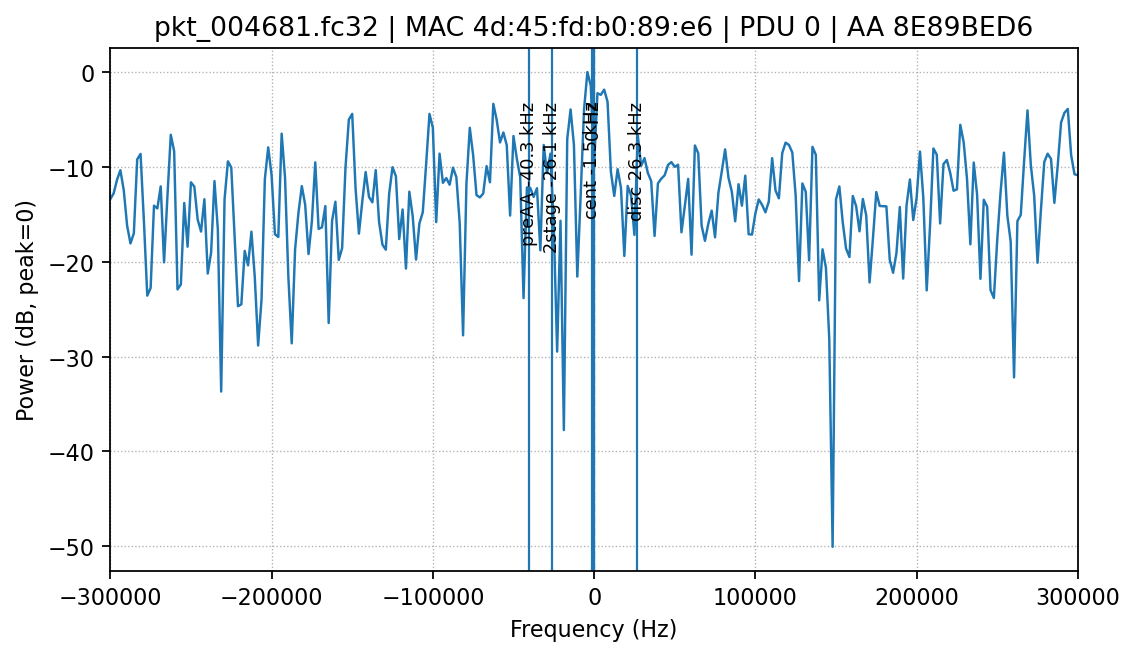 pkt_004681.fc32 | MAC 4d:45:fd:b0:89:e6 | PDU 0 | AA 8E89BED6
Power (dB, peak=0)
0
−10
−20
−30
−40
−50
preAA -40.3 kHz
2stage -26.1 kHz
cent -1.5kHz
disc 26.3 kHz
−300000
−200000
−100000
0
100000
200000
300000
Frequency (Hz)